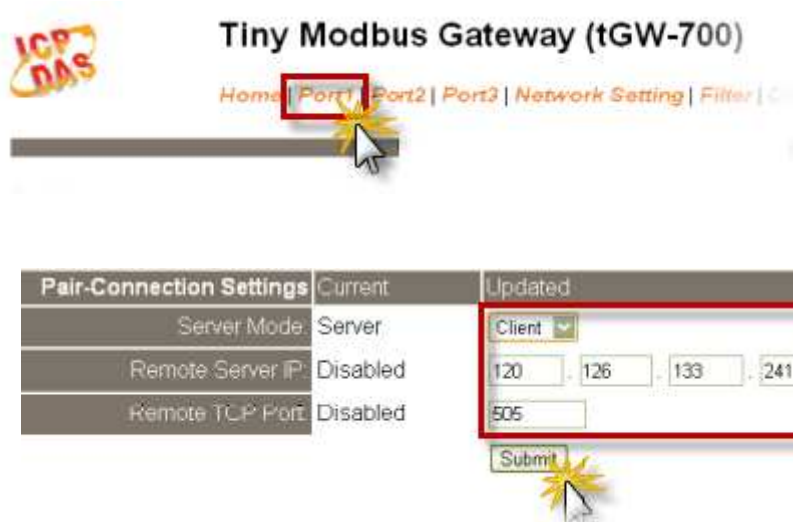 ICP
DAS
Tiny Modbus Gateway (tGW-700)
Home | Port1 | Port2 | Port3 | Network Setting | Filter |
Pair-Connection Settings Current Updated
Server Mode: Server Client
Remote Server IP: Disabled 120 . 126 . 133 . 241
Remote TCP Port: Disabled 505
Submit